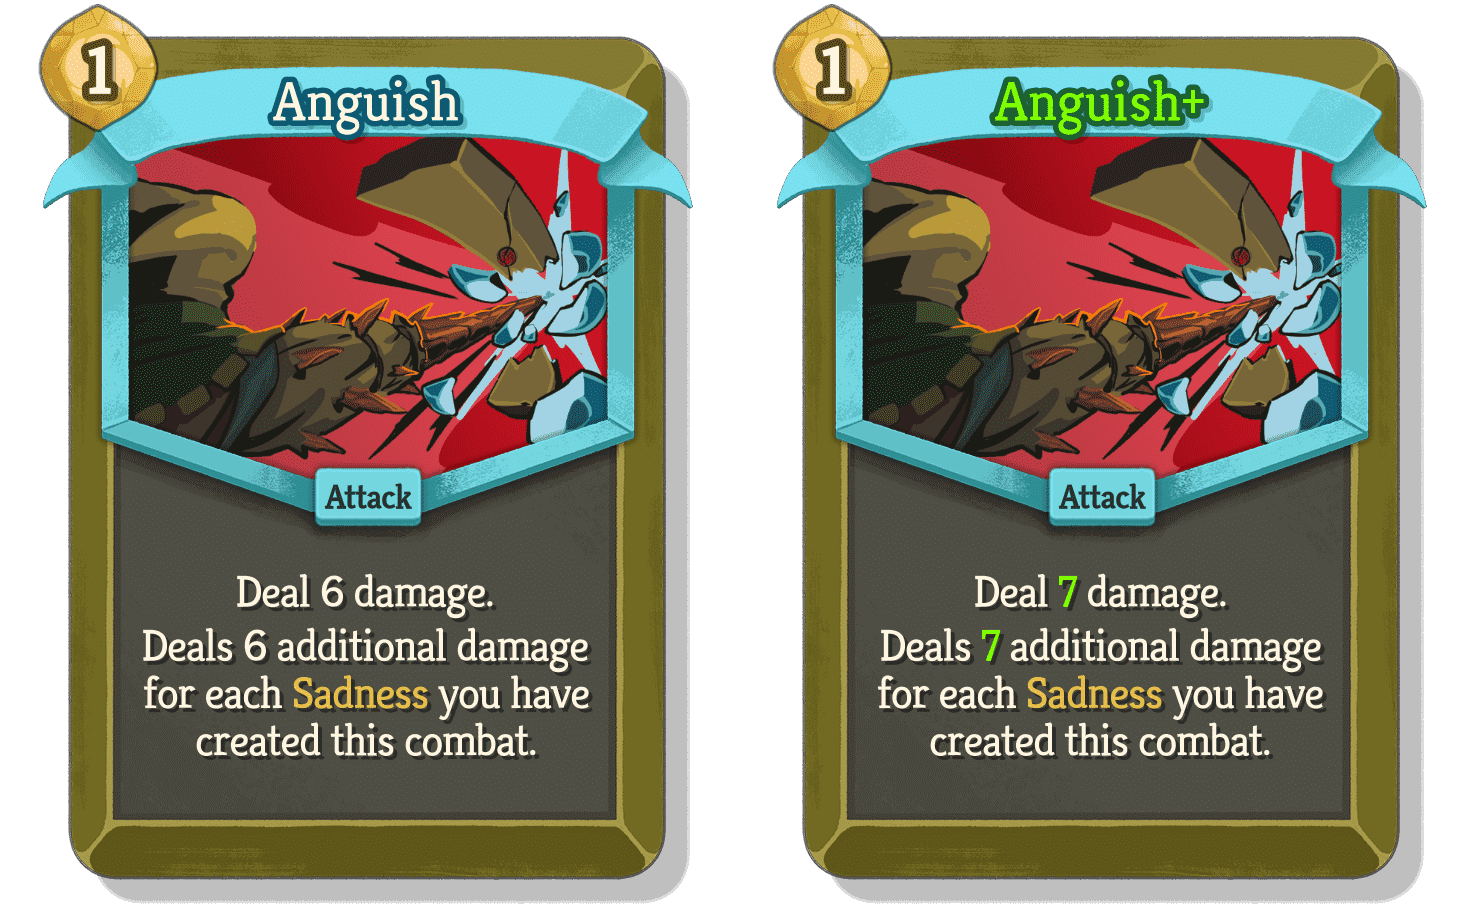 1
Anguish
Attack
Deal 6 damage.
Deals 6 additional damage
for each Sadness you have
created this combat.
1
Anguish+
Attack
Deal 7 damage.
Deals 7 additional damage
for each Sadness you have
created this combat.